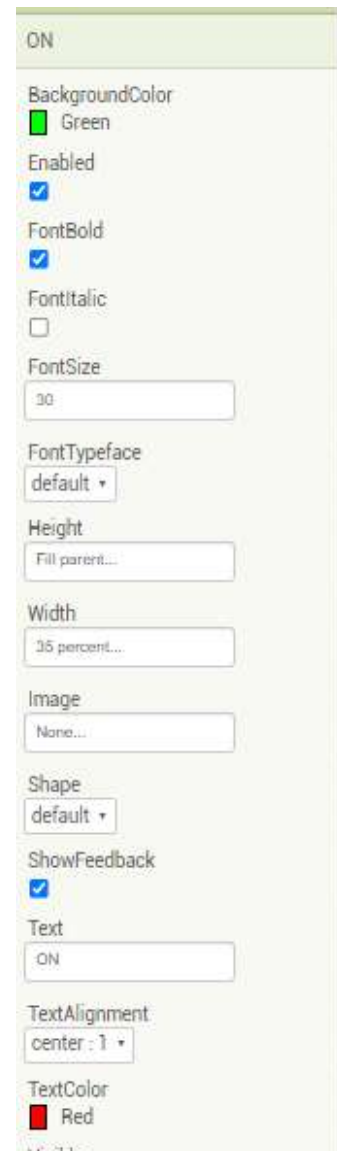 ON
BackgroundColor
Green
Enabled
FontBold
FontItalic
FontSize
30
FontTypeface
default
Height
Fill parent...
Width
35 percent...
Image
None...
Shape
default
ShowFeedback
Text
ON
TextAlignment
center : 1
TextColor
Red